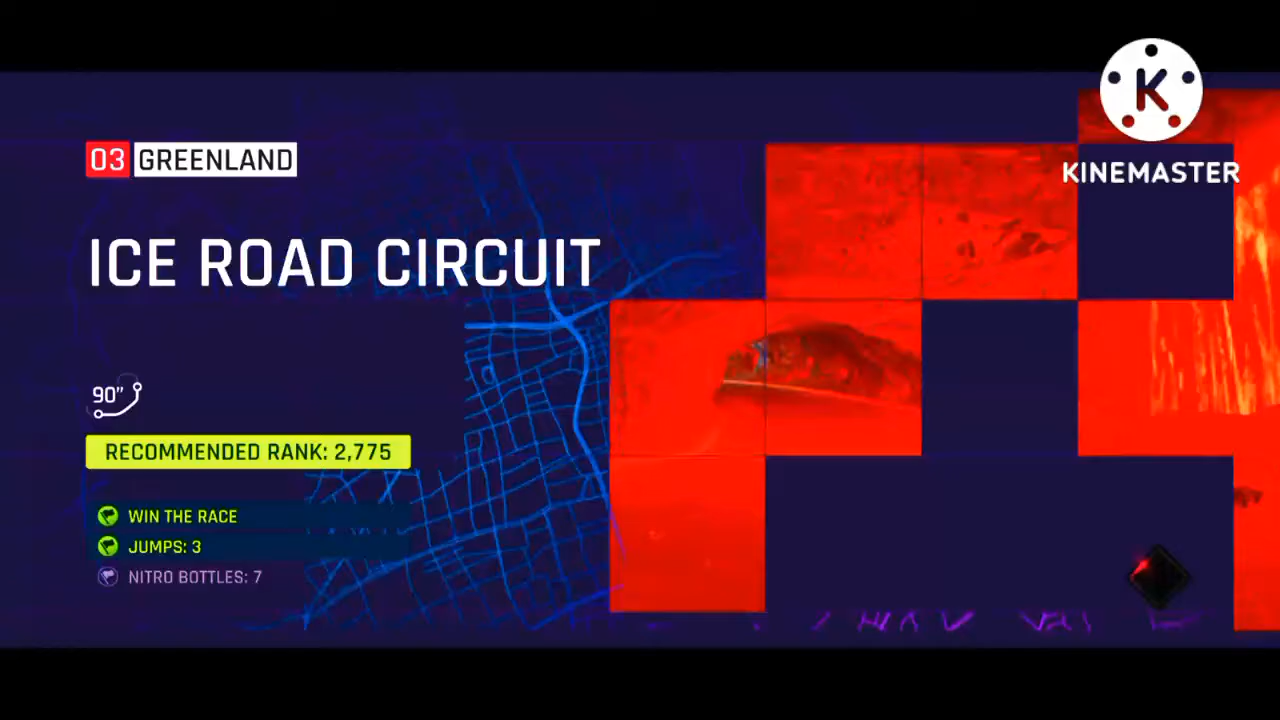 K
KINEMASTER
03 GREENLAND
ICE ROAD CIRCUIT
90”
RECOMMENDED RANK: 2,775
WIN THE RACE
JUMPS: 3
NITRO BOTTLES: 7